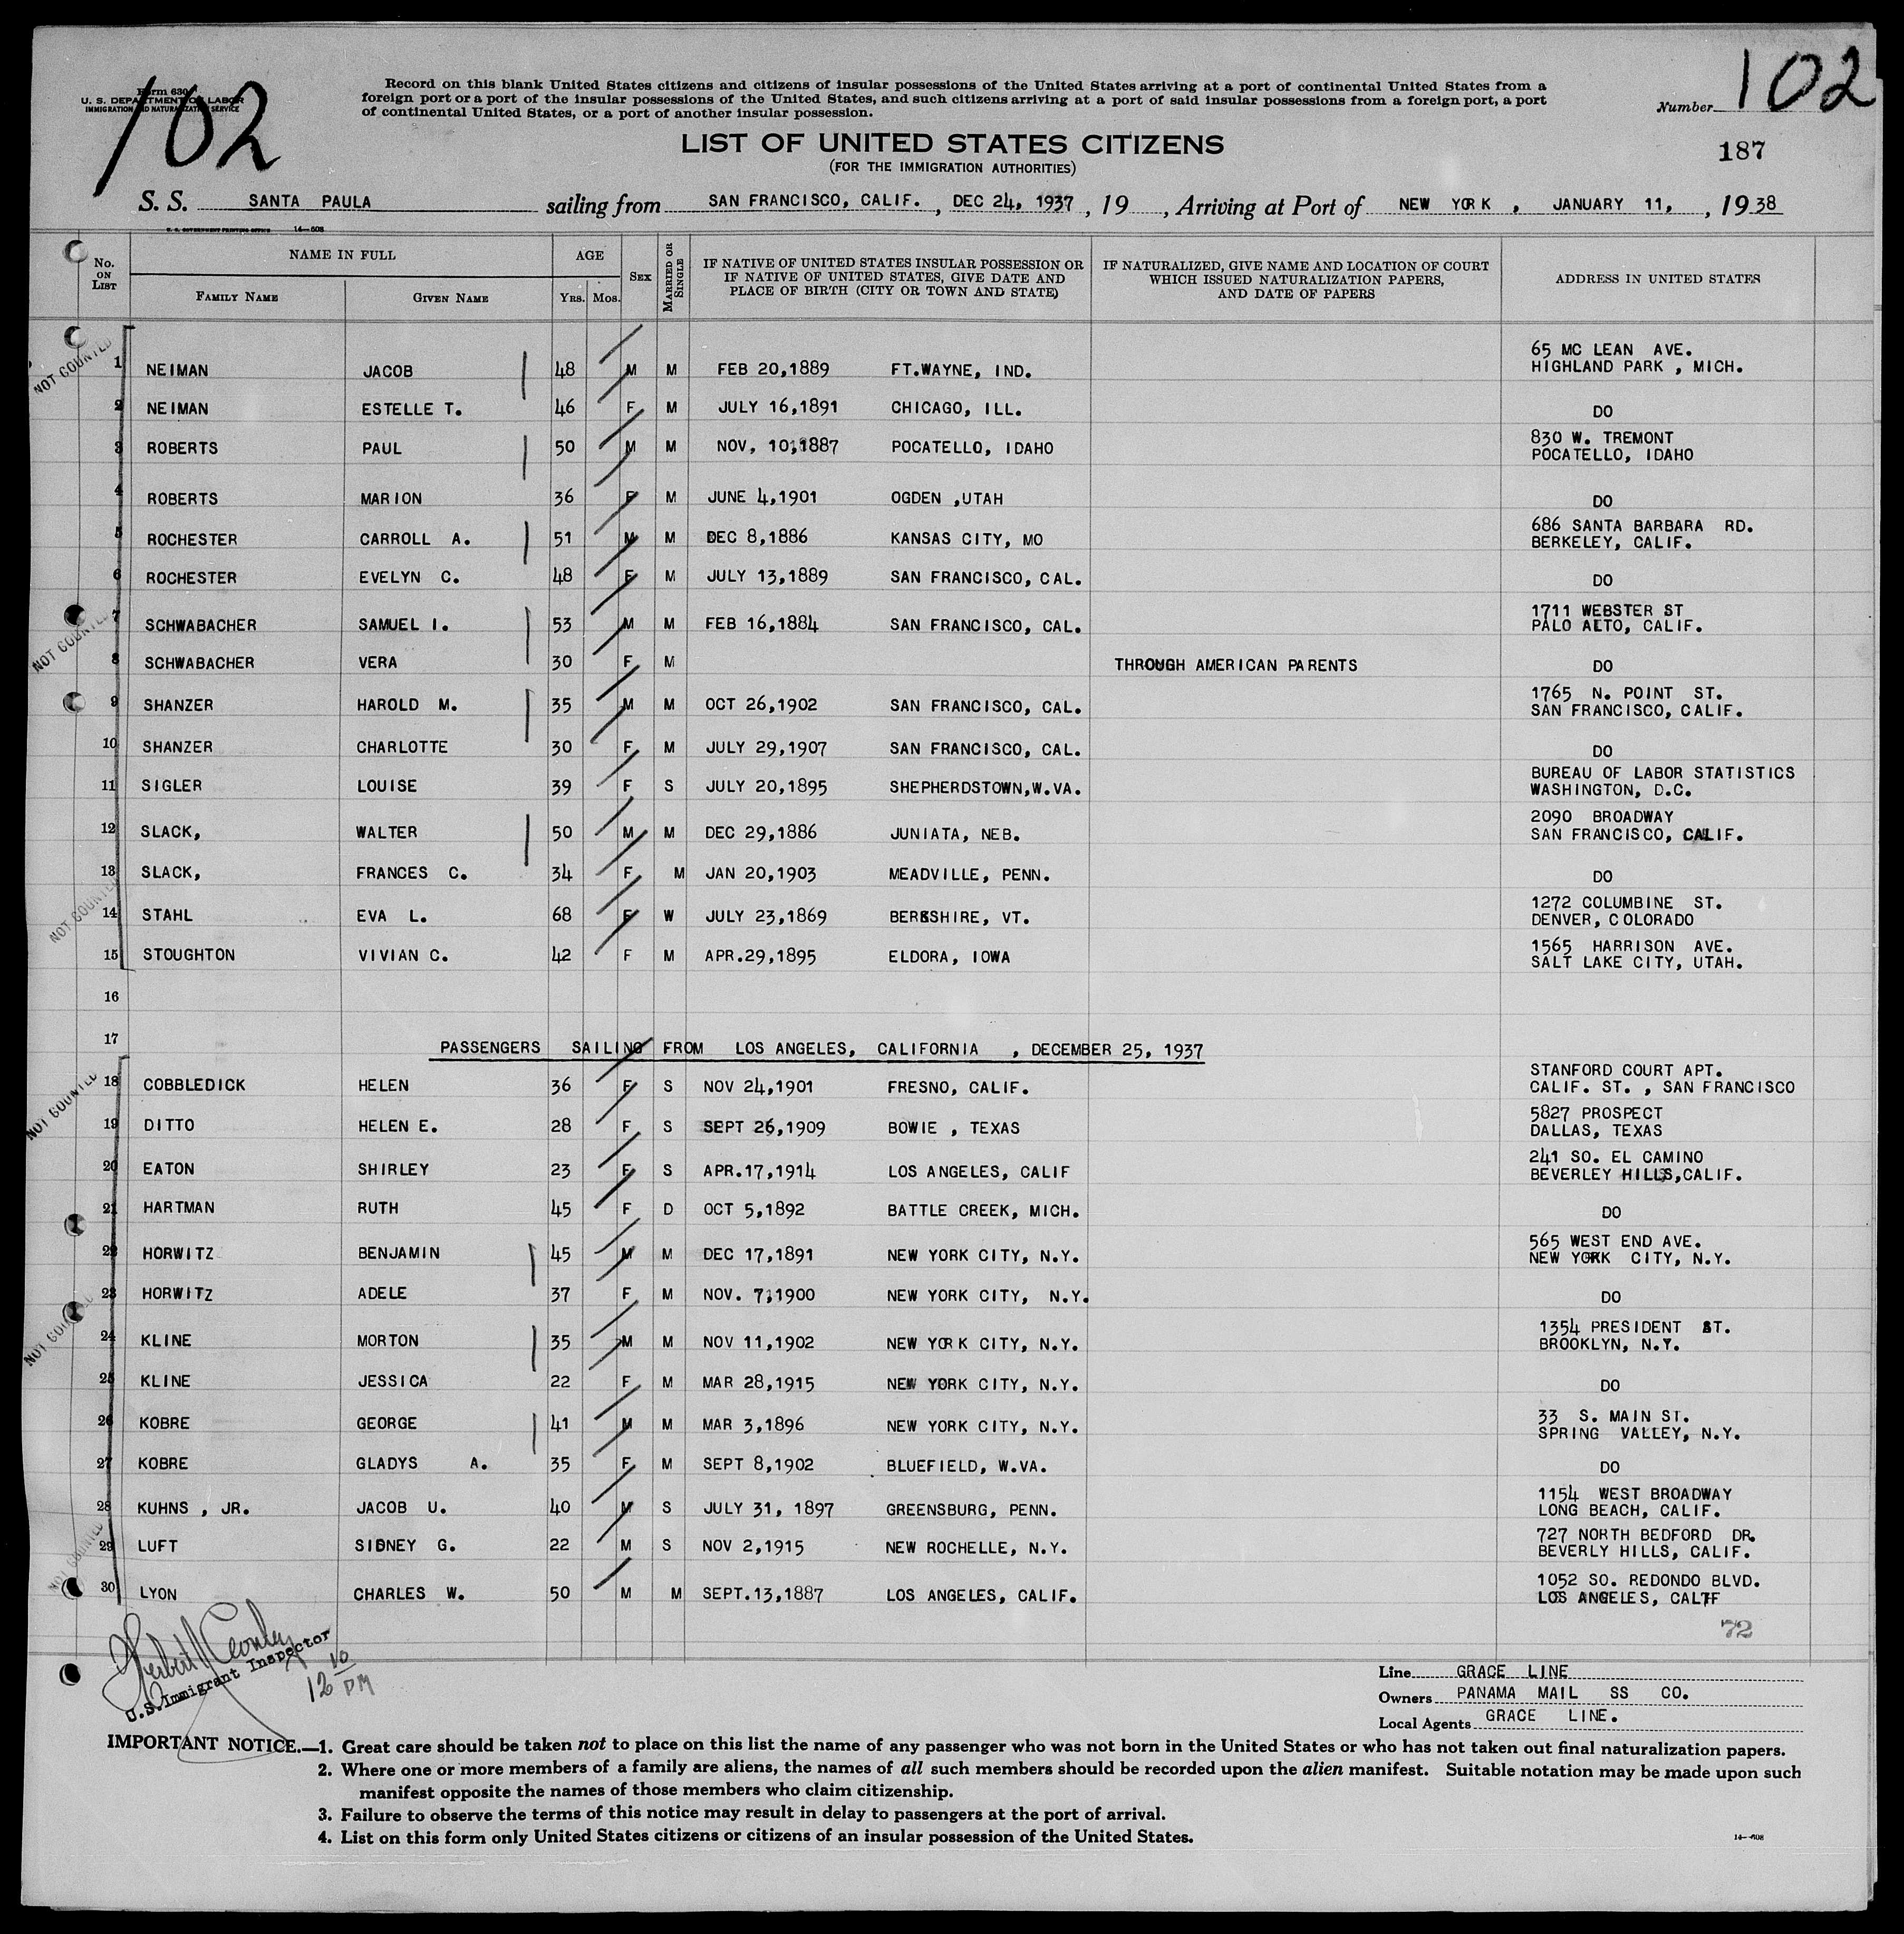 102
Form 630
U. S. DEPARTMENT OF LABOR
IMMIGRATION AND NATURALIZATION SERVICE
Record on this blank United States citizens and citizens of insular possessions of the United States arriving at a port of continental United States from a
foreign port or a port of the insular possessions of the United States, and such citizens arriving at a port of said insular possessions from a foreign port, a port
of continental United States, or a port of another insular possession.
Number 102
187
LIST OF UNITED STATES CITIZENS
(FOR THE IMMIGRATION AUTHORITIES)
S. S. SANTA PAULA sailing from SAN FRANCISCO, CALIF. , DEC 24, 1937 , 19 , Arriving at Port of NEW YORK , JANUARY 11, , 19 38
U. S. GOVERNMENT PRINTING OFFICE 14—608
No. ON LIST NAME IN FULL FAMILY NAME GIVEN NAME AGE YRS. MOS. SEX MARRIED OR SINGLE IF NATIVE OF UNITED STATES INSULAR POSSESSION OR IF NATIVE OF UNITED STATES, GIVE DATE AND PLACE OF BIRTH (CITY OR TOWN AND STATE) IF NATURALIZED, GIVE NAME AND LOCATION OF COURT WHICH ISSUED NATURALIZATION PAPERS, AND DATE OF PAPERS ADDRESS IN UNITED STATES
NOT COUNTED
65 MC LEAN AVE.
1 NEIMAN JACOB 48 M M FEB 20,1889 FT.WAYNE, IND. HIGHLAND PARK , MICH.
2 NEIMAN ESTELLE T. 46 F M JULY 16,1891 CHICAGO, ILL. DO
830 W. TREMONT
3 ROBERTS PAUL 50 M M NOV, 10,1887 POCATELLO, IDAHO POCATELLO, IDAHO
4 ROBERTS MARION 36 F M JUNE 4,1901 OGDEN ,UTAH DO
686 SANTA BARBARA RD.
5 ROCHESTER CARROLL A. 51 M M DEC 8,1886 KANSAS CITY, MO BERKELEY, CALIF.
6 ROCHESTER EVELYN C. 48 F M JULY 13,1889 SAN FRANCISCO, CAL. DO
1711 WEBSTER ST
7 SCHWABACHER SAMUEL I. 53 M M FEB 16,1884 SAN FRANCISCO, CAL. PALO ALTO, CALIF.
NOT COUNTED
8 SCHWABACHER VERA 30 F M THROUGH AMERICAN PARENTS DO
1765 N. POINT ST.
9 SHANZER HAROLD M. 35 M M OCT 26,1902 SAN FRANCISCO, CAL. SAN FRANCISCO, CALIF.
10 SHANZER CHARLOTTE 30 F M JULY 29,1907 SAN FRANCISCO, CAL. DO
BUREAU OF LABOR STATISTICS
11 SIGLER LOUISE 39 F S JULY 20,1895 SHEPHERDSTOWN,W.VA. WASHINGTON, D.C.
2090 BROADWAY
12 SLACK, WALTER 50 M M DEC 29,1886 JUNIATA, NEB. SAN FRANCISCO, CALIF.
13 SLACK, FRANCES C. 34 F M JAN 20,1903 MEADVILLE, PENN. DO
NOT COUNTED
1272 COLUMBINE ST.
14 STAHL EVA L. 68 F W JULY 23,1869 BERKSHIRE, VT. DENVER, COLORADO
1565 HARRISON AVE.
15 STOUGHTON VIVIAN C. 42 F M APR.29,1895 ELDORA, IOWA SALT LAKE CITY, UTAH.
16
17 PASSENGERS SAILING FROM LOS ANGELES, CALIFORNIA , DECEMBER 25, 1937
STANFORD COURT APT.
18 COBBLEDICK HELEN 36 F S NOV 24,1901 FRESNO, CALIF. CALIF. ST. , SAN FRANCISCO
NOT COUNTED
5827 PROSPECT
19 DITTO HELEN E. 28 F S SEPT 26,1909 BOWIE , TEXAS DALLAS, TEXAS
241 SO. EL CAMINO
20 EATON SHIRLEY 23 F S APR.17,1914 LOS ANGELES, CALIF BEVERLEY HILLS,CALIF.
21 HARTMAN RUTH 45 F D OCT 5,1892 BATTLE CREEK, MICH. DO
565 WEST END AVE.
22 HORWITZ BENJAMIN 45 M M DEC 17,1891 NEW YORK CITY, N.Y. NEW YORK CITY, N.Y.
23 HORWITZ ADELE 37 F M NOV. 7,1900 NEW YORK CITY, N.Y. DO
NOT COUNTED
1354 PRESIDENT ST.
24 KLINE MORTON 35 M M NOV 11,1902 NEW YORK CITY, N.Y. BROOKLYN, N.Y.
25 KLINE JESSICA 22 F M MAR 28,1915 NEW YORK CITY, N.Y. DO
33 S. MAIN ST.
26 KOBRE GEORGE 41 M M MAR 3,1896 NEW YORK CITY, N.Y. SPRING VALLEY, N.Y.
27 KOBRE GLADYS A. 35 F M SEPT 8,1902 BLUEFIELD, W.VA. DO
1154 WEST BROADWAY
28 KUHNS , JR. JACOB U. 40 M S JULY 31, 1897 GREENSBURG, PENN. LONG BEACH, CALIF.
727 NORTH BEDFORD DR.
29 LUFT SIDNEY G. 22 M S NOV 2,1915 NEW ROCHELLE, N.Y. BEVERLY HILLS, CALIF.
NOT COUNTED
1052 SO. REDONDO BLVD.
30 LYON CHARLES W. 50 M M SEPT.13,1887 LOS ANGELES, CALIF. LOS ANGELES, CALIF
72
U.S. Immigrant Inspector
12 10 PM
Line GRACE LINE
Owners PANAMA MAIL SS CO.
Local Agents GRACE LINE.
IMPORTANT NOTICE.—1. Great care should be taken not to place on this list the name of any passenger who was not born in the United States or who has not taken out final naturalization papers.
2. Where one or more members of a family are aliens, the names of all such members should be recorded upon the alien manifest. Suitable notation may be made upon such
manifest opposite the names of those members who claim citizenship.
3. Failure to observe the terms of this notice may result in delay to passengers at the port of arrival.
4. List on this form only United States citizens or citizens of an insular possession of the United States.
14—608